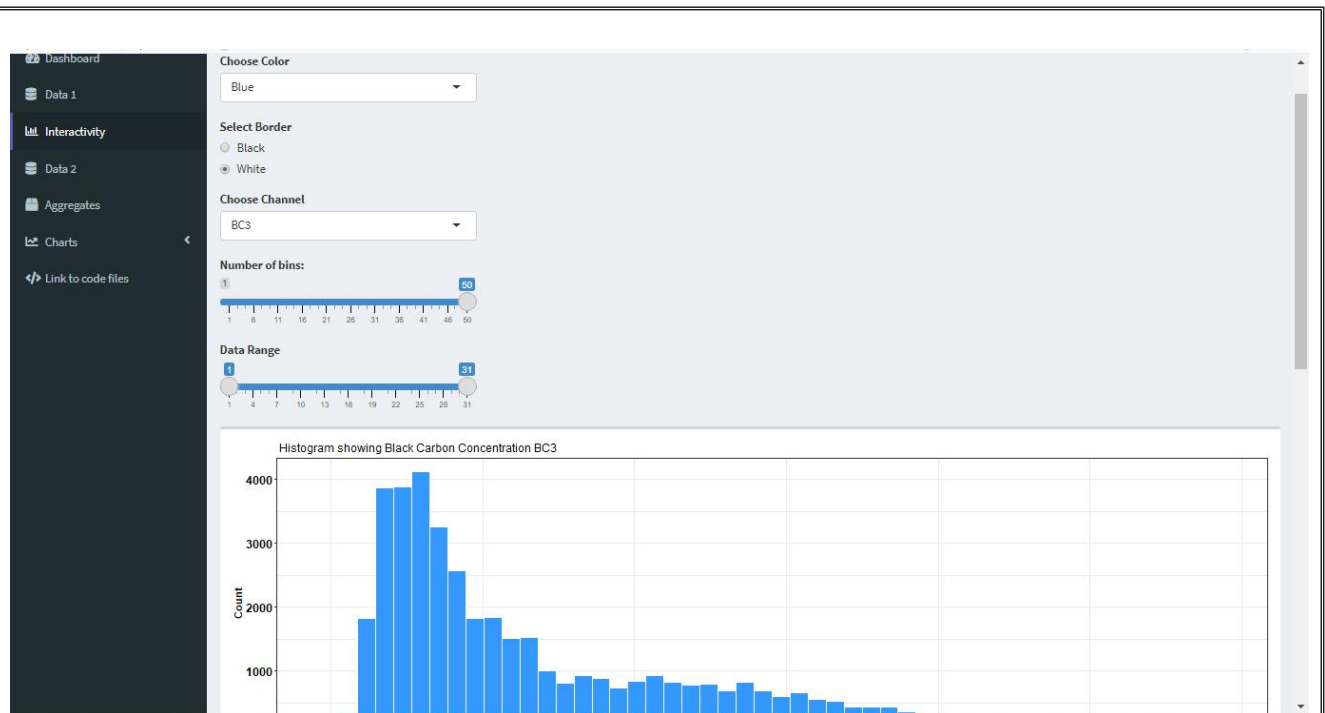 Dashboard
Data 1
Interactivity
Data 2
Aggregates
Charts
Link to code files
Choose Color
Blue
Select Border
Black
White
Choose Channel
BC3
Number of bins:
1 50
1 6 11 16 21 26 31 36 41 46 50
Data Range
1 31
1 4 7 10 13 16 19 22 25 28 31
Histogram showing Black Carbon Concentration BC3
4000
3000
2000
1000
Count